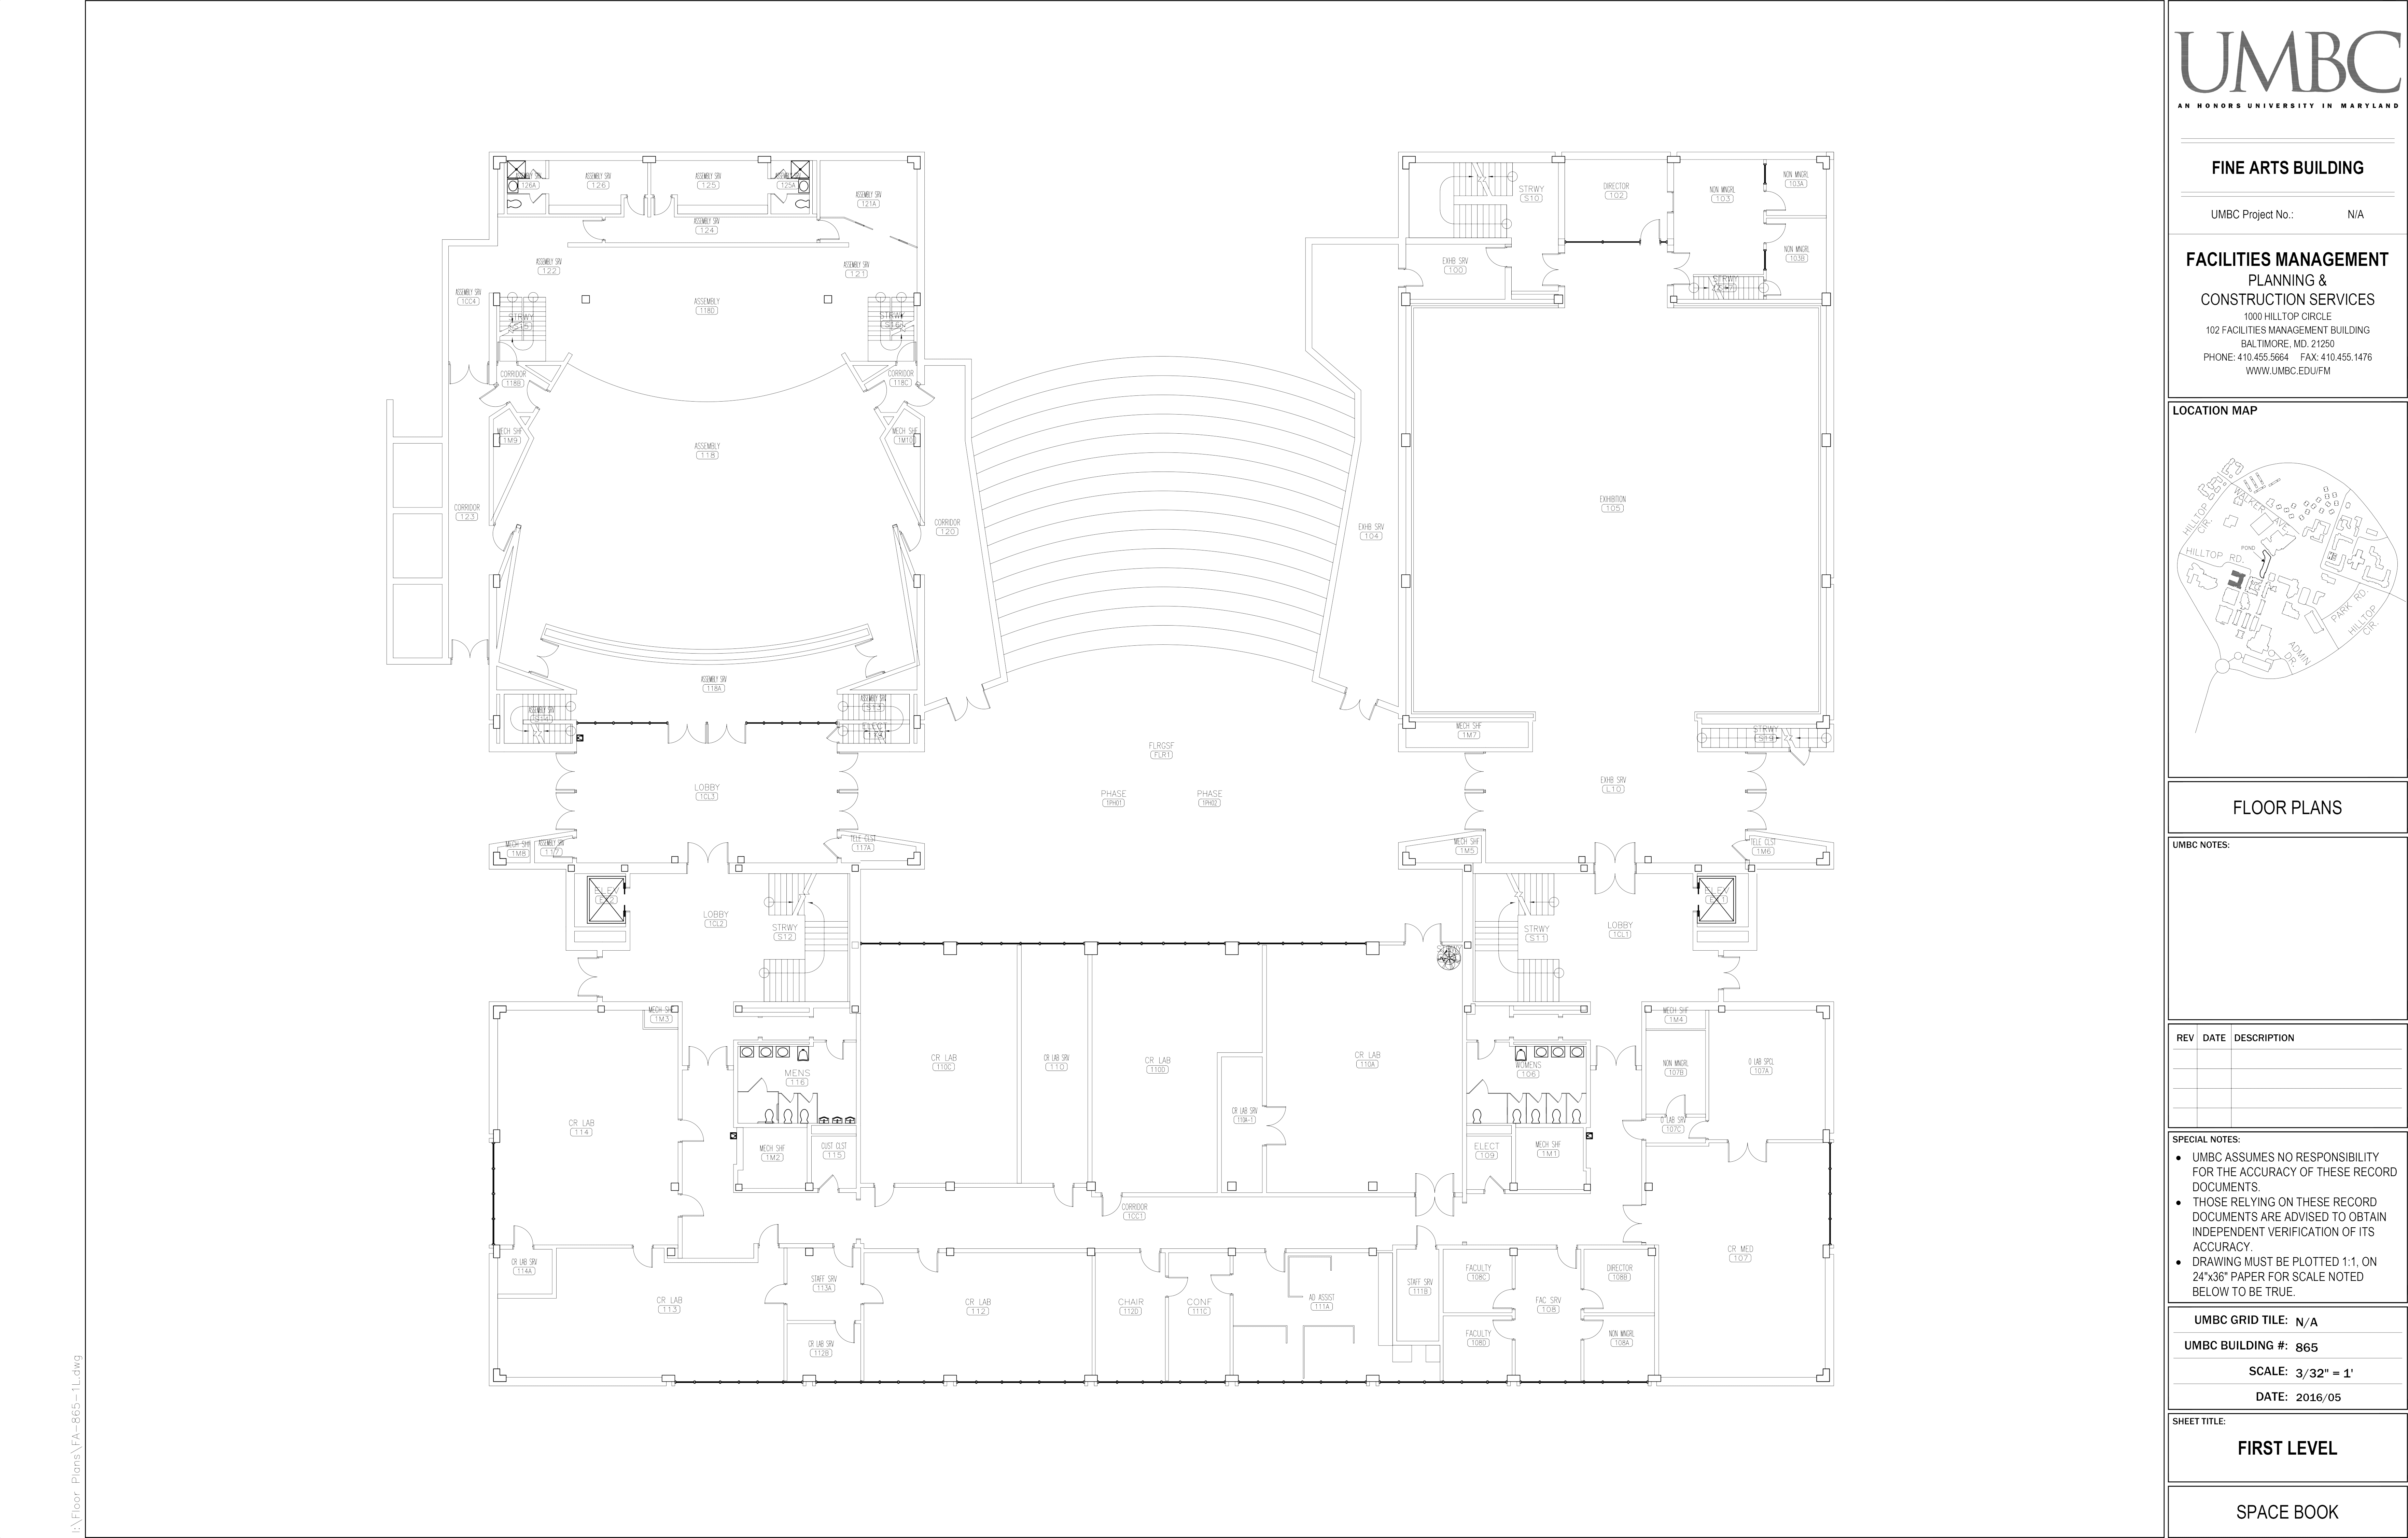 ASSEMBLY SRV
126A
ASSEMBLY SRV
126
ASSEMBLY SRV
125
ASSEMBLY SRV
125A
ASSEMBLY SRV
121A
ASSEMBLY SRV
124
ASSEMBLY SRV
122
ASSEMBLY SRV
121
ASSEMBLY SRV
1CC4
ASSEMBLY
118D
STRWY
STRWY
CORRIDOR
118B
CORRIDOR
118C
MECH SHF
1M9
MECH SHF
1M10
ASSEMBLY
118
CORRIDOR
123
CORRIDOR
120
ASSEMBLY SRV
118A
ASSEMBLY SRV
S14
ASSEMBLY SRV
S13
ELECT
LOBBY
1CL3
MECH SHF
1M8
ASSEMBLY SRV
117
TELE CLST
117A
STRWY
S10
DIRECTOR
102
NON MNGRL
103
NON MNGRL
103A
NON MNGRL
103B
EXHB SRV
100
STRWY
EXHIBITION
105
EXHB SRV
104
MECH SHF
1M7
STRWY
S19
FLRGSF
FLR1
PHASE
1PH01
PHASE
1PH02
EXHB SRV
L10
MECH SHF
1M5
TELE CLST
1M6
ELEV
EL2
LOBBY
1CL2
STRWY
S12
STRWY
S11
LOBBY
1CL1
ELEV
EL1
MECH SHF
1M3
MENS
116
CR LAB
110C
CR LAB SRV
110
CR LAB
110D
CR LAB
110A
CR LAB SRV
110A-1
WOMENS
106
MECH SHF
1M4
NON MNGRL
107B
O LAB SPCL
107A
O LAB SRV
107C
CR LAB
114
MECH SHF
1M2
CUST CLST
115
ELECT
109
MECH SHF
1M1
CORRIDOR
1CC1
CR LAB SRV
114A
CR LAB
113
STAFF SRV
113A
CR LAB SRV
112B
CR LAB
112
CHAIR
112D
CONF
111C
AD ASSIST
111A
STAFF SRV
111B
FACULTY
108C
FACULTY
108D
FAC SRV
108
DIRECTOR
108B
NON MNGRL
108A
CR MED
107
I:\Floor Plans\FA-865-1L.dwg
UMBC
AN HONORS UNIVERSITY IN MARYLAND
FINE ARTS BUILDING
UMBC Project No.: N/A
FACILITIES MANAGEMENT
PLANNING &
CONSTRUCTION SERVICES
1000 HILLTOP CIRCLE
102 FACILITIES MANAGEMENT BUILDING
BALTIMORE, MD. 21250
PHONE: 410.455.5664 FAX: 410.455.1476
WWW.UMBC.EDU/FM
LOCATION MAP
WALKER AVE.
HILLTOP
CIR.
HILLTOP RD.
POND
PARK RD.
HILLTOP
CIR.
ADMIN
DR.
FLOOR PLANS
UMBC NOTES:
REV DATE DESCRIPTION
SPECIAL NOTES:
● UMBC ASSUMES NO RESPONSIBILITY
FOR THE ACCURACY OF THESE RECORD
DOCUMENTS.
● THOSE RELYING ON THESE RECORD
DOCUMENTS ARE ADVISED TO OBTAIN
INDEPENDENT VERIFICATION OF ITS
ACCURACY.
● DRAWING MUST BE PLOTTED 1:1, ON
24"x36" PAPER FOR SCALE NOTED
BELOW TO BE TRUE.
UMBC GRID TILE: N/A
UMBC BUILDING #: 865
SCALE: 3/32" = 1'
DATE: 2016/05
SHEET TITLE:
FIRST LEVEL
SPACE BOOK